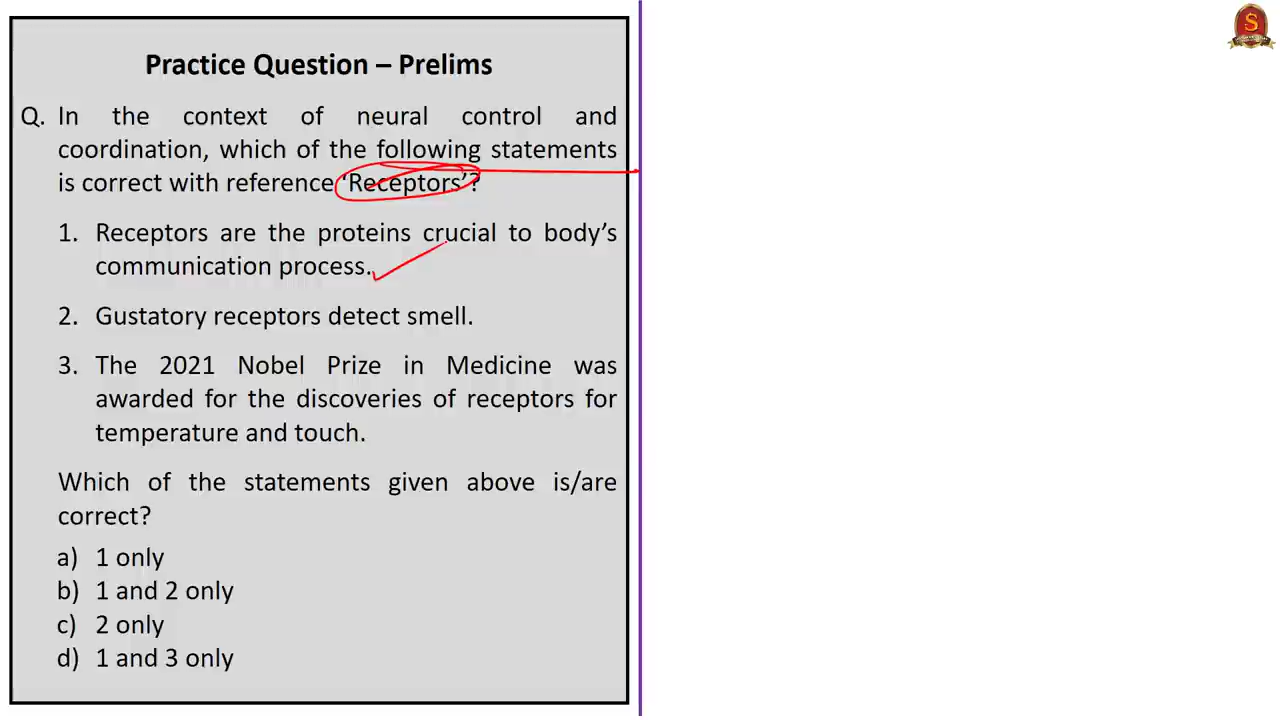 Practice Question – Prelims
Q. In the context of neural control and
coordination, which of the following statements
is correct with reference ‘Receptors’?
1. Receptors are the proteins crucial to body’s
communication process.
2. Gustatory receptors detect smell.
3. The 2021 Nobel Prize in Medicine was
awarded for the discoveries of receptors for
temperature and touch.
Which of the statements given above is/are
correct?
a) 1 only
b) 1 and 2 only
c) 2 only
d) 1 and 3 only
S